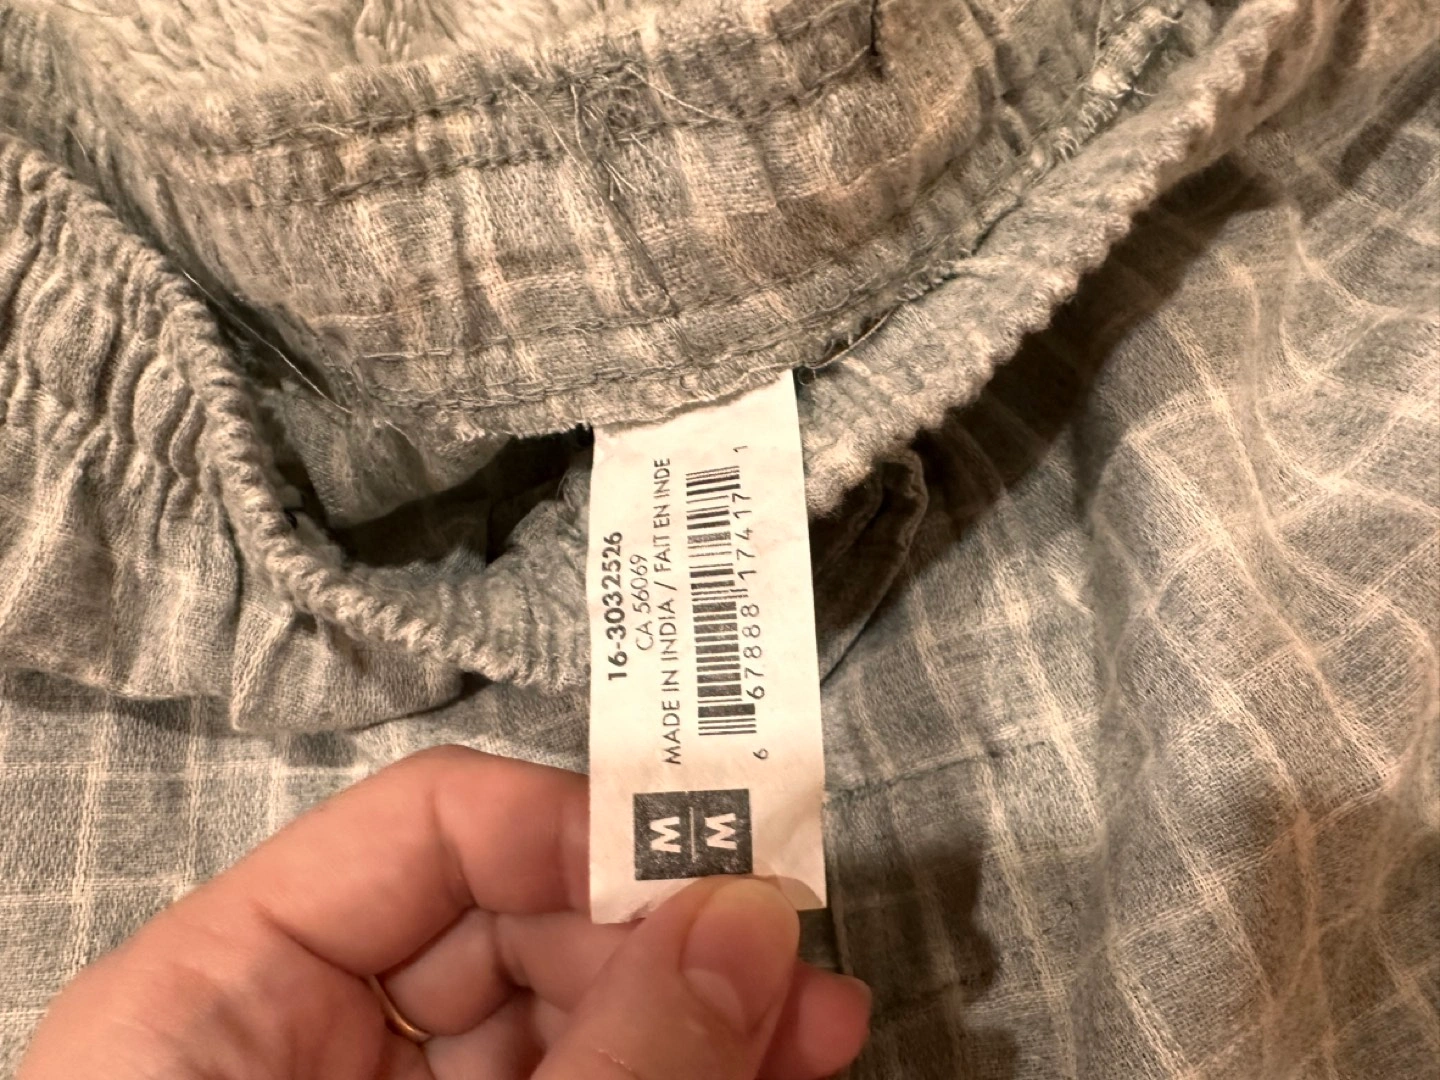 16-3032526
CA 56069
MADE IN INDIA / FAIT EN INDE
6 67888 17417 1
M
M